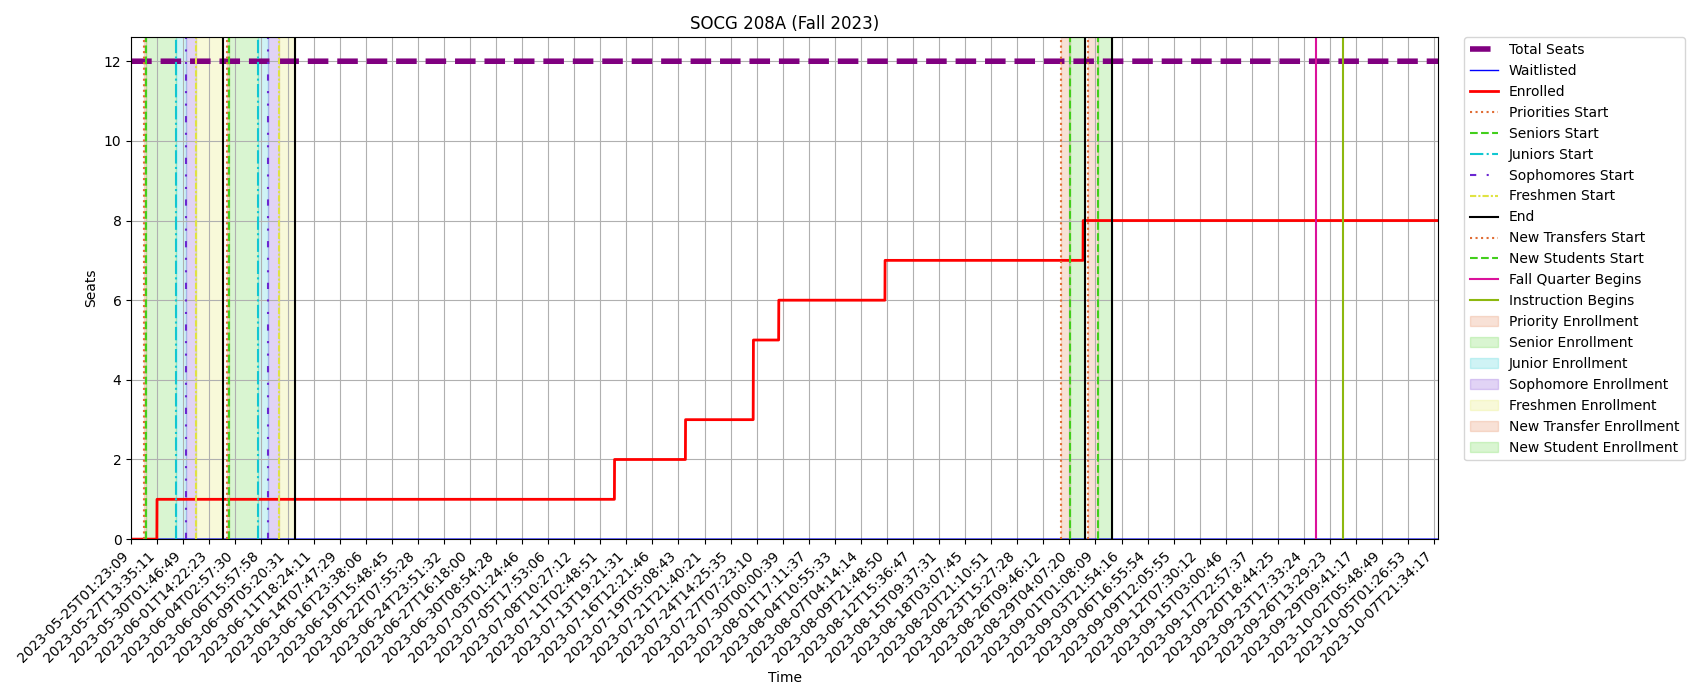 SOCG 208A (Fall 2023)
Seats
12
10
8
6
4
2
0
2023-05-25T01:23:09
2023-05-27T13:35:11
2023-05-30T01:46:49
2023-06-01T14:22:23
2023-06-04T02:57:30
2023-06-06T15:57:58
2023-06-09T05:20:31
2023-06-11T18:24:11
2023-06-14T07:47:29
2023-06-16T23:38:06
2023-06-19T15:48:45
2023-06-22T07:55:28
2023-06-24T23:51:32
2023-06-27T16:18:00
2023-06-30T08:54:28
2023-07-03T01:24:46
2023-07-05T17:53:06
2023-07-08T10:27:12
2023-07-11T02:48:51
2023-07-13T19:21:31
2023-07-16T12:21:46
2023-07-19T05:08:43
2023-07-21T21:40:21
2023-07-24T14:25:35
2023-07-27T07:23:10
2023-07-30T00:00:39
2023-08-01T17:11:37
2023-08-04T10:55:33
2023-08-07T04:14:14
2023-08-09T21:48:50
2023-08-12T15:36:47
2023-08-15T09:37:31
2023-08-18T03:07:45
2023-08-20T21:10:51
2023-08-23T15:27:28
2023-08-26T09:46:12
2023-08-29T04:07:20
2023-09-01T01:08:09
2023-09-03T21:54:16
2023-09-06T16:55:54
2023-09-09T12:05:55
2023-09-12T07:30:12
2023-09-15T03:00:46
2023-09-17T22:57:37
2023-09-20T18:44:25
2023-09-23T17:33:24
2023-09-26T13:29:23
2023-09-29T09:41:17
2023-10-02T05:48:49
2023-10-05T01:26:53
2023-10-07T21:34:17
Time
Total Seats
Waitlisted
Enrolled
Priorities Start
Seniors Start
Juniors Start
Sophomores Start
Freshmen Start
End
New Transfers Start
New Students Start
Fall Quarter Begins
Instruction Begins
Priority Enrollment
Senior Enrollment
Junior Enrollment
Sophomore Enrollment
Freshmen Enrollment
New Transfer Enrollment
New Student Enrollment